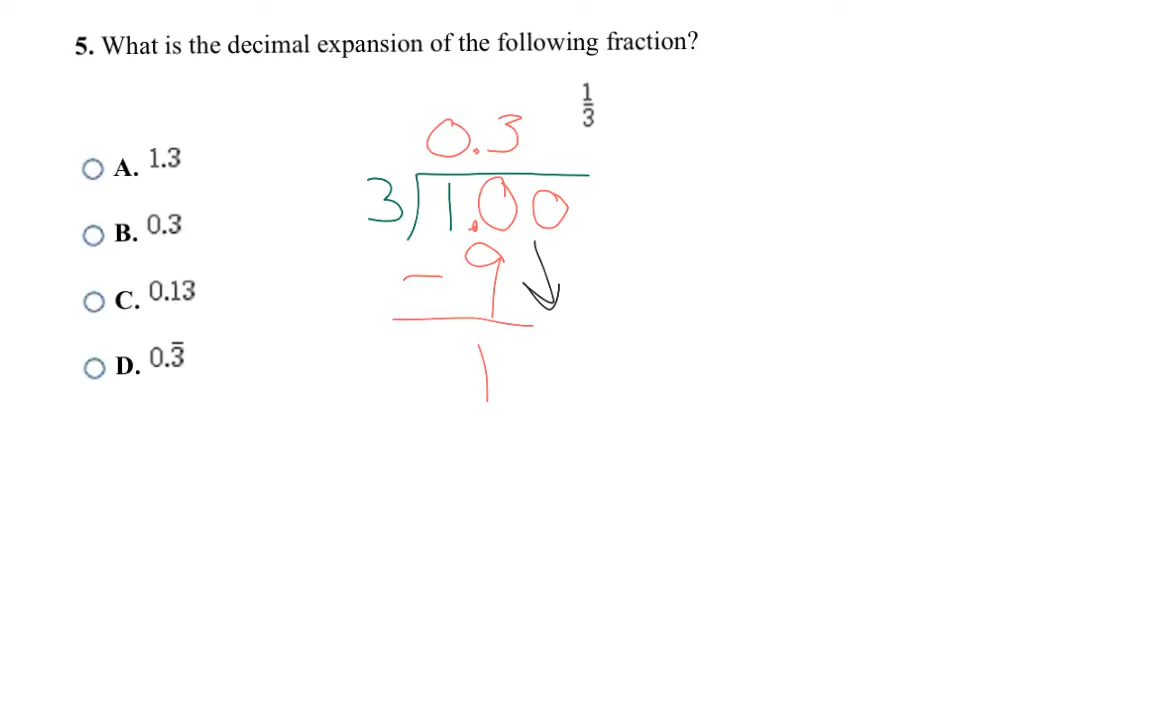 5. What is the decimal expansion of the following fraction?
1
3
0.3
A. 1.3
3 1.00
B. 0.3
- 9
C. 0.13
D. 0.3̅
1